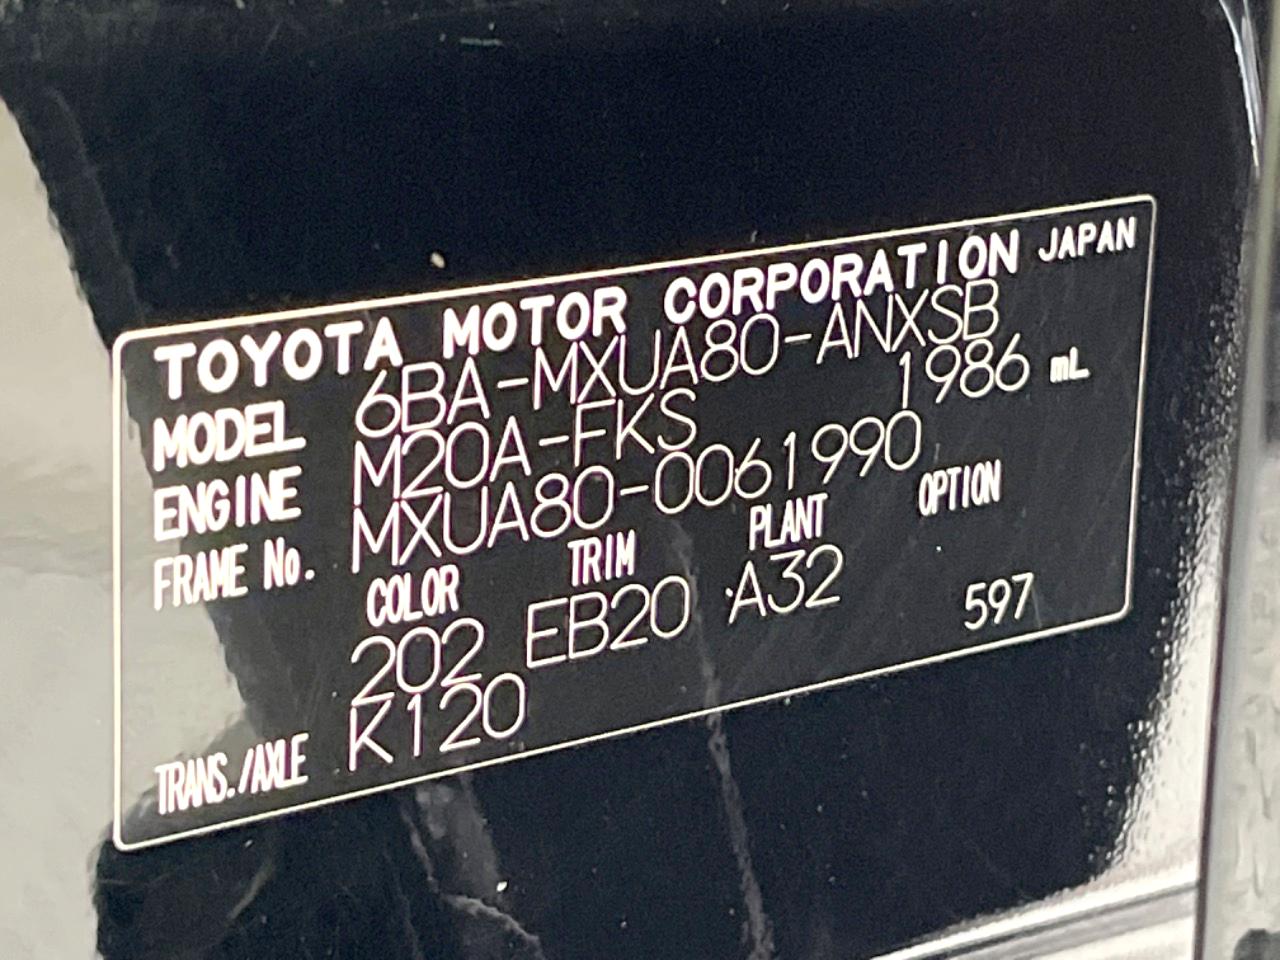 TOYOTA MOTOR CORPORATION JAPAN
MODEL 6BA-MXUA80-ANXSB
ENGINE M20A-FKS 1986 mL
FRAME No. MXUA80-0061990
COLOR TRIM PLANT OPTION
202 EB20 A32 597
TRANS./AXLE K120